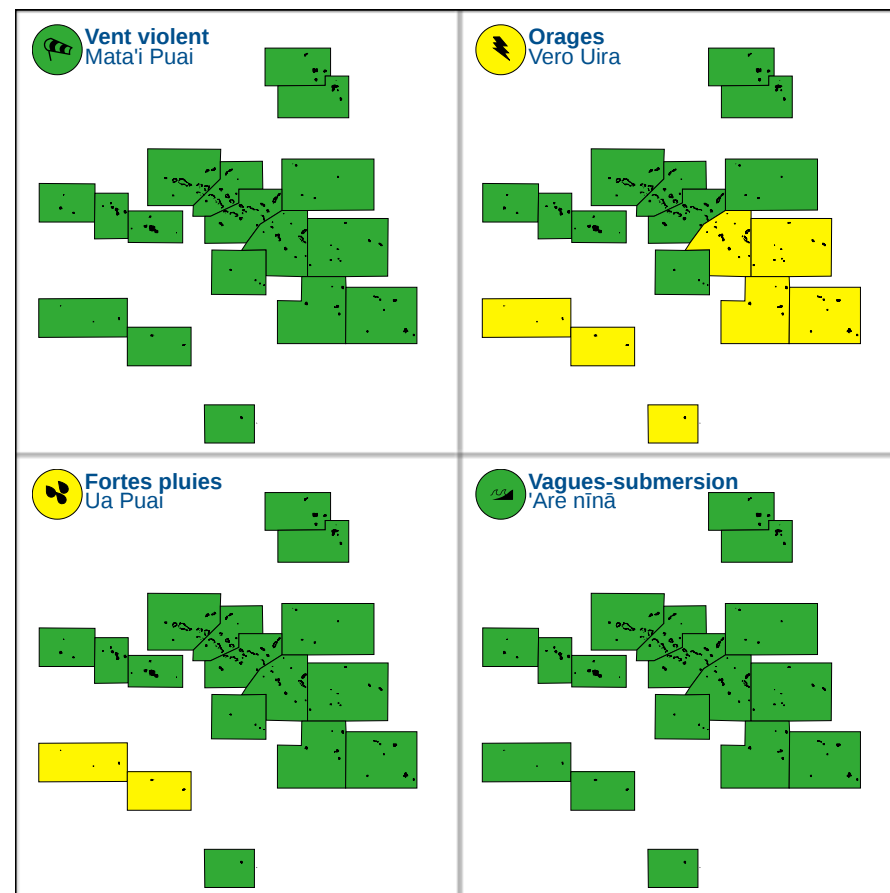 Vent violent
Mata'i Puai
Orages
Vero Uira
Fortes pluies
Ua Puai
Vagues-submersion
'Are nīnā